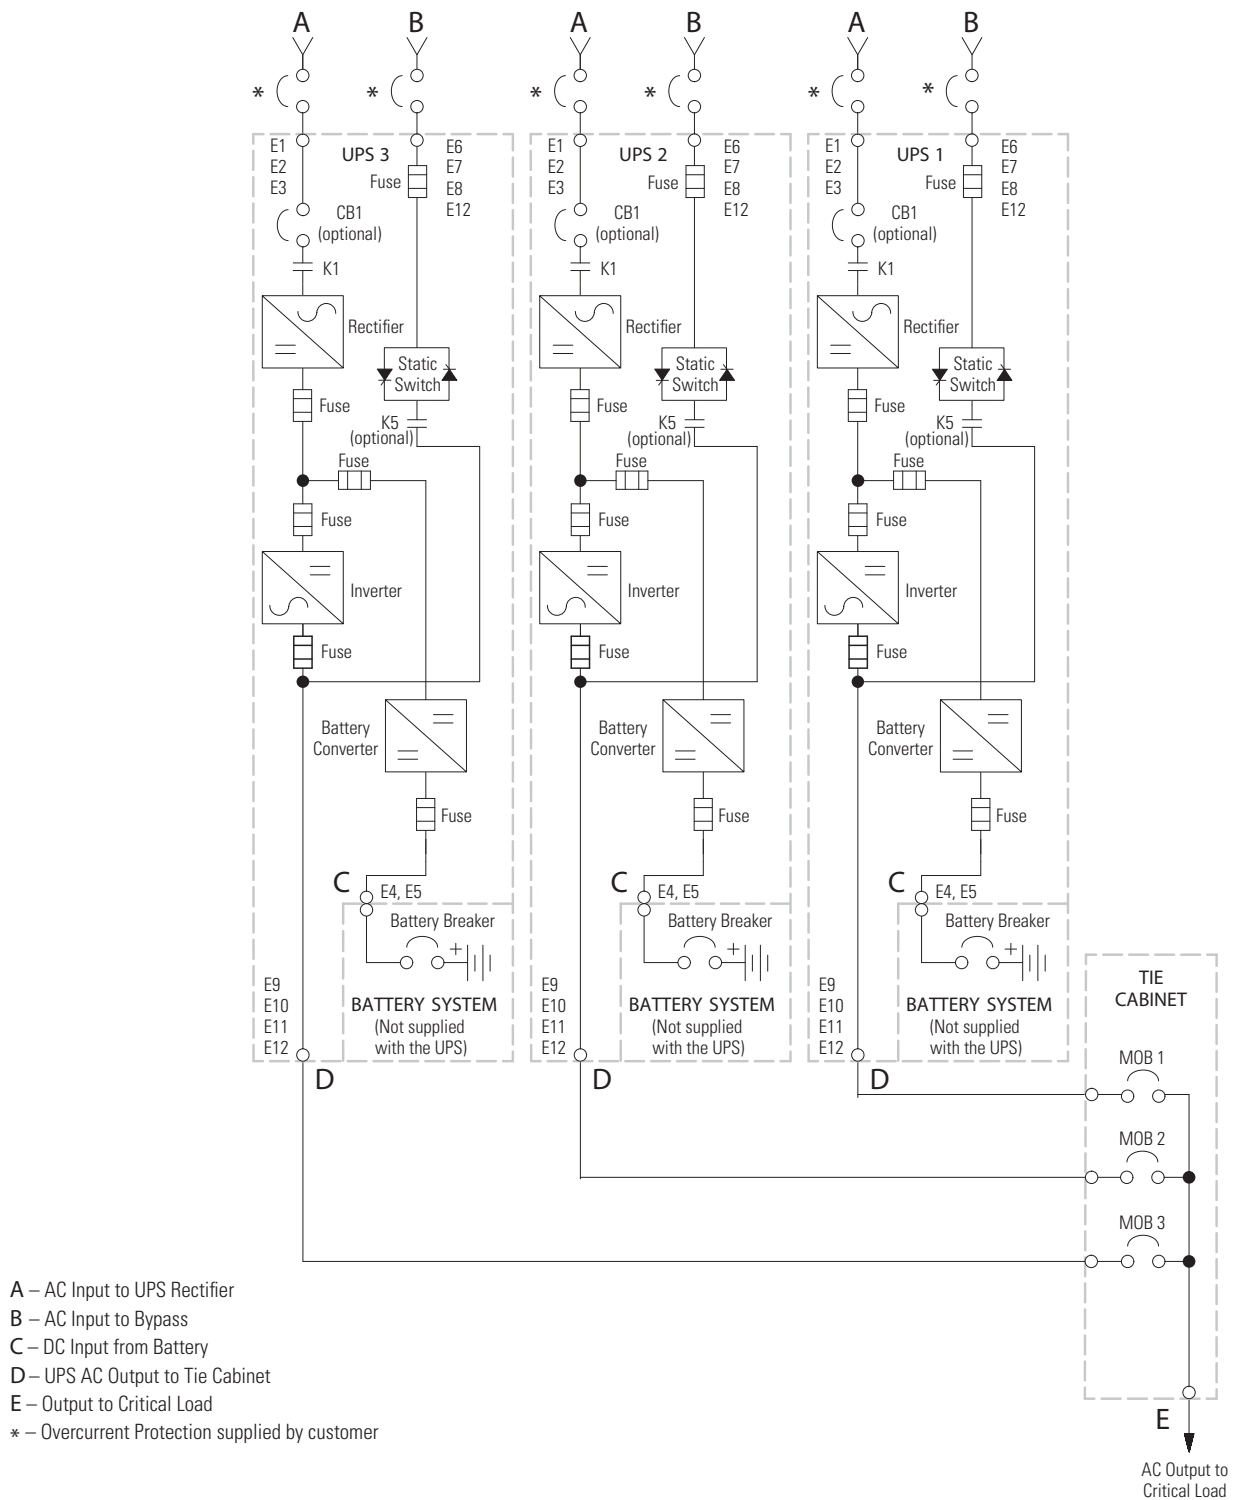 A B A B A B
* * * * * *
E1
E2
E3
UPS 3
E6
E7
E8
E12
Fuse
CB1
(optional)
K1
Rectifier
Static
Switch
Fuse
K5
(optional)
Fuse
Fuse
Inverter
Fuse
Battery
Converter
Fuse
C
E4, E5
Battery Breaker
+
BATTERY SYSTEM
(Not supplied
with the UPS)
E9
E10
E11
E12
D
E1
E2
E3
UPS 2
E6
E7
E8
E12
Fuse
CB1
(optional)
K1
Rectifier
Static
Switch
Fuse
K5
(optional)
Fuse
Fuse
Inverter
Fuse
Battery
Converter
Fuse
C
E4, E5
Battery Breaker
+
BATTERY SYSTEM
(Not supplied
with the UPS)
E9
E10
E11
E12
D
E1
E2
E3
UPS 1
E6
E7
E8
E12
Fuse
CB1
(optional)
K1
Rectifier
Static
Switch
Fuse
K5
(optional)
Fuse
Fuse
Inverter
Fuse
Battery
Converter
Fuse
C
E4, E5
Battery Breaker
+
BATTERY SYSTEM
(Not supplied
with the UPS)
E9
E10
E11
E12
D
TIE
CABINET
MOB 1
MOB 2
MOB 3
E
AC Output to
Critical Load
A – AC Input to UPS Rectifier
B – AC Input to Bypass
C – DC Input from Battery
D – UPS AC Output to Tie Cabinet
E – Output to Critical Load
* – Overcurrent Protection supplied by customer